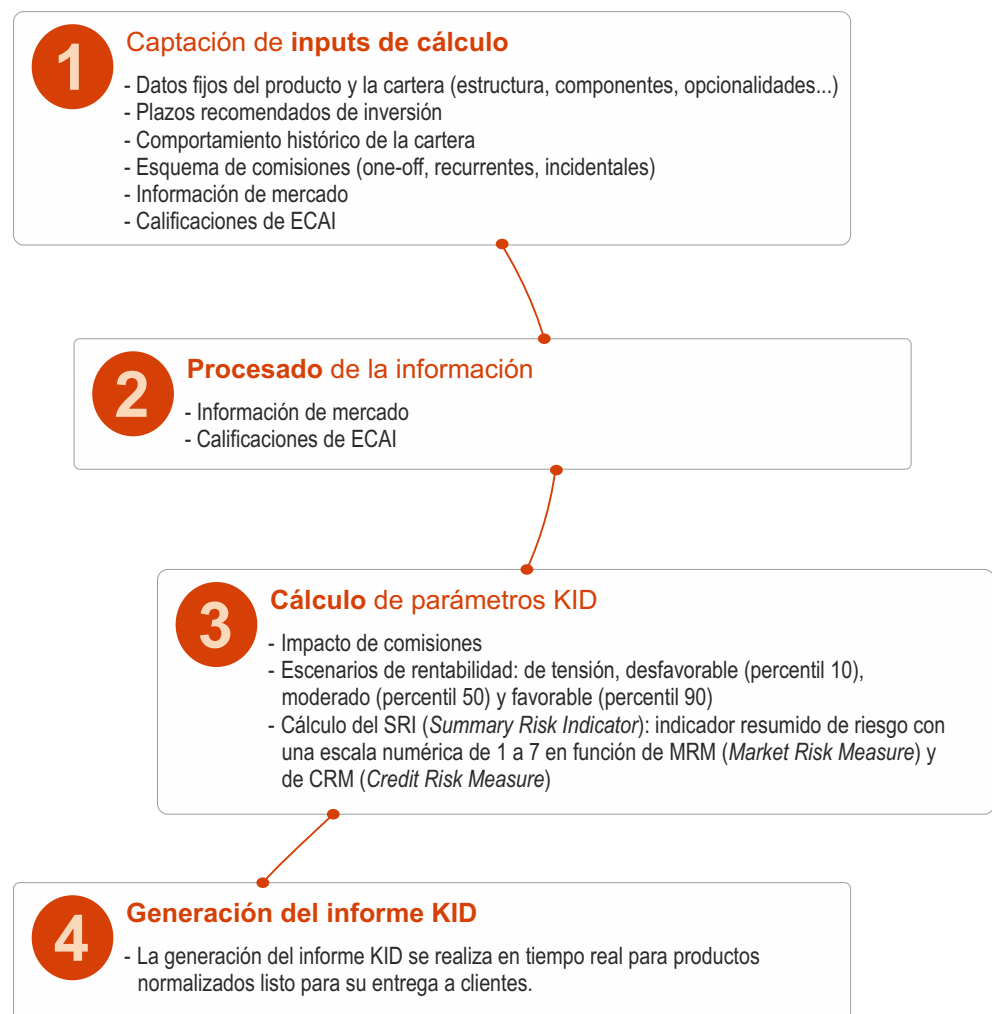 1
Captación de inputs de cálculo
- Datos fijos del producto y la cartera (estructura, componentes, opcionalidades...)
- Plazos recomendados de inversión
- Comportamiento histórico de la cartera
- Esquema de comisiones (one-off, recurrentes, incidentales)
- Información de mercado
- Calificaciones de ECAI
2
Procesado de la información
- Información de mercado
- Calificaciones de ECAI
3
Cálculo de parámetros KID
- Impacto de comisiones
- Escenarios de rentabilidad: de tensión, desfavorable (percentil 10),
moderado (percentil 50) y favorable (percentil 90)
- Cálculo del SRI (Summary Risk Indicator): indicador resumido de riesgo con
una escala numérica de 1 a 7 en función de MRM (Market Risk Measure) y
de CRM (Credit Risk Measure)
4
Generación del informe KID
- La generación del informe KID se realiza en tiempo real para productos
normalizados listo para su entrega a clientes.